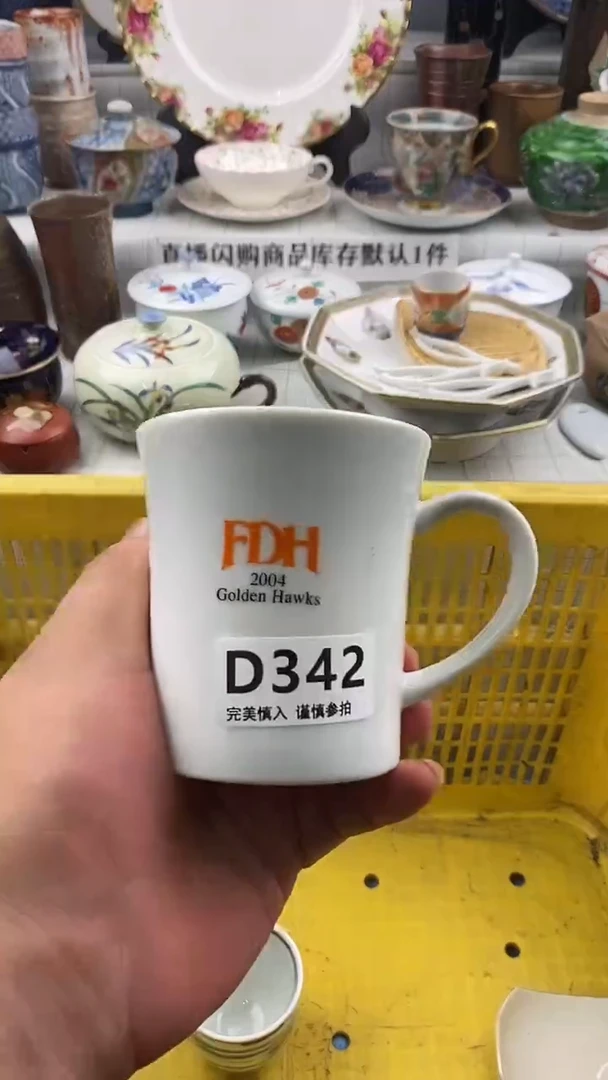 直播闪购商品库存默认1件
FDH
2004
Golden Hawks
D342
完美慎入 谨慎参拍